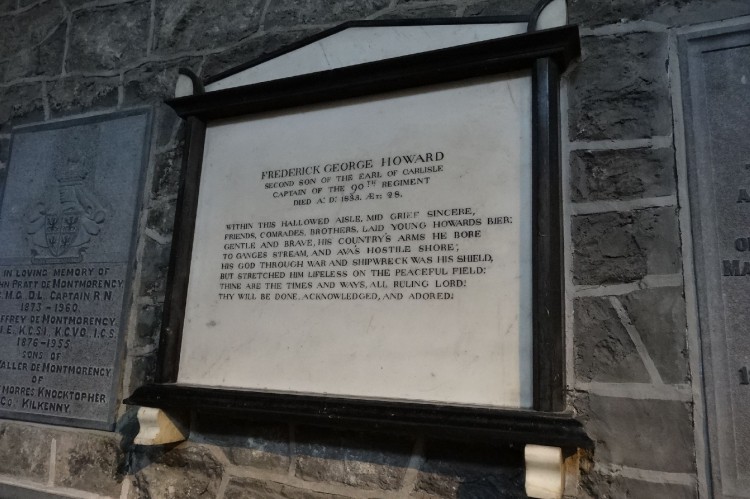 FREDERICK GEORGE HOWARD
SECOND SON OF THE EARL OF CARLISLE
CAPTAIN OF THE 90TH REGIMENT
DIED A: D: 1833. Æt: 28.
WITHIN THIS HALLOWED AISLE, MID GRIEF SINCERE,
FRIENDS, COMRADES, BROTHERS, LAID YOUNG HOWARDS BIER:
GENTLE AND BRAVE, HIS COUNTRY'S ARMS HE BORE
TO GANGES STREAM, AND AVA'S HOSTILE SHORE;
HIS GOD THROUGH WAR AND SHIPWRECK WAS HIS SHIELD,
BUT STRETCHED HIM LIFELESS ON THE PEACEFUL FIELD:
THINE ARE THE TIMES AND WAYS, ALL RULING LORD:
THY WILL BE DONE, ACKNOWLEDGED, AND ADORED:
IN LOVING MEMORY OF
PRATT DE MONTMORENCY
C.M.G. D.L. CAPTAIN R.N.
1873 - 1960.
DE MONTMORENCY,
K.C.S.I. K.C.V.O. I.C.S.
1876 - 1955
SONS OF
WALLER DE MONTMORENCY
OF
MORRES KNOCKTOPHER
CO. KILKENNY